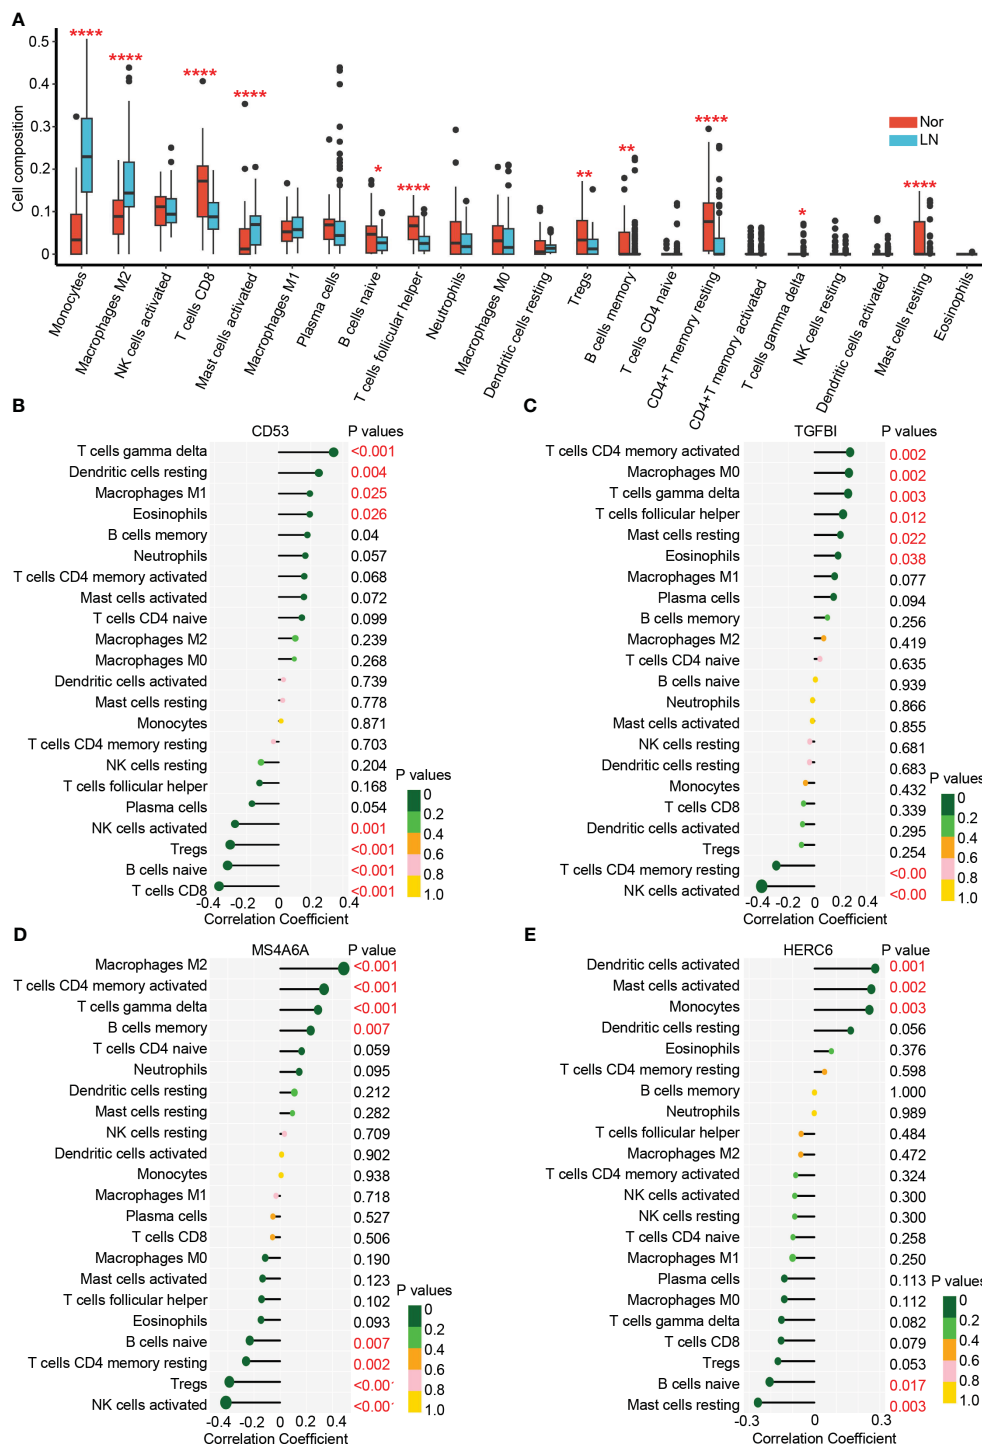 A
****
****
****
****
*
****
**
**
****
*
****
Cell composition
0.5
0.4
0.3
0.2
0.1
0
Nor
LN
Monocytes
Macrophages M2
NK cells activated
T cells CD8
Mast cells activated
Macrophages M1
Plasma cells
B cells naive
T cells follicular helper
Neutrophils
Macrophages M0
Dendritic cells resting
Tregs
B cells memory
T cells CD4 naive
CD4+T memory resting
CD4+T memory activated
T cells gamma delta
NK cells resting
Dendritic cells activated
Mast cells resting
Eosinophils
B
CD53 P values
T cells gamma delta <0.001
Dendritic cells resting 0.004
Macrophages M1 0.025
Eosinophils 0.026
B cells memory 0.04
Neutrophils 0.057
T cells CD4 memory activated 0.068
Mast cells activated 0.072
T cells CD4 naive 0.099
Macrophages M2 0.239
Macrophages M0 0.268
Dendritic cells activated 0.739
Mast cells resting 0.778
Monocytes 0.871
T cells CD4 memory resting 0.703
NK cells resting 0.204
T cells follicular helper 0.168
Plasma cells 0.054
NK cells activated 0.001
Tregs <0.001
B cells naive <0.001
T cells CD8 <0.001
-0.4 -0.2 0 0.2 0.4
Correlation Coefficient
P values
0
0.2
0.4
0.6
0.8
1.0
C
TGFBI P values
T cells CD4 memory activated 0.002
Macrophages M0 0.002
T cells gamma delta 0.003
T cells follicular helper 0.012
Mast cells resting 0.022
Eosinophils 0.038
Macrophages M1 0.077
Plasma cells 0.094
B cells memory 0.256
Macrophages M2 0.419
T cells CD4 naive 0.635
B cells naive 0.939
Neutrophils 0.866
Mast cells activated 0.855
NK cells resting 0.681
Dendritic cells resting 0.683
Monocytes 0.432
T cells CD8 0.339
Dendritic cells activated 0.295
Tregs 0.254
T cells CD4 memory resting <0.00
NK cells activated <0.00
-0.4 -0.2 0 0.2 0.4
Correlation Coefficient
P values
0
0.2
0.4
0.6
0.8
1.0
D
MS4A6A P value
Macrophages M2 <0.001
T cells CD4 memory activated <0.001
T cells gamma delta <0.001
B cells memory 0.007
T cells CD4 naive 0.059
Neutrophils 0.095
Dendritic cells resting 0.212
Mast cells resting 0.282
NK cells resting 0.709
Dendritic cells activated 0.902
Monocytes 0.938
Macrophages M1 0.718
Plasma cells 0.527
T cells CD8 0.506
Macrophages M0 0.190
Mast cells activated 0.123
T cells follicular helper 0.102
Eosinophils 0.093
B cells naive 0.007
T cells CD4 memory resting 0.002
Tregs <0.00
NK cells activated <0.00
-0.4 -0.2 0 0.2 0.4
Correlation Coefficient
P values
0
0.2
0.4
0.6
0.8
1.0
E
HERC6 P value
Dendritic cells activated 0.001
Mast cells activated 0.002
Monocytes 0.003
Dendritic cells resting 0.056
Eosinophils 0.376
T cells CD4 memory resting 0.598
B cells memory 1.000
Neutrophils 0.989
T cells follicular helper 0.484
Macrophages M2 0.472
T cells CD4 memory activated 0.324
NK cells activated 0.300
NK cells resting 0.300
T cells CD4 naive 0.258
Macrophages M1 0.250
Plasma cells 0.113
Macrophages M0 0.112
T cells gamma delta 0.082
T cells CD8 0.079
Tregs 0.053
B cells naive 0.017
Mast cells resting 0.003
-0.3 0 0.3
Correlation Coefficient
P values
0
0.2
0.4
0.6
0.8
1.0